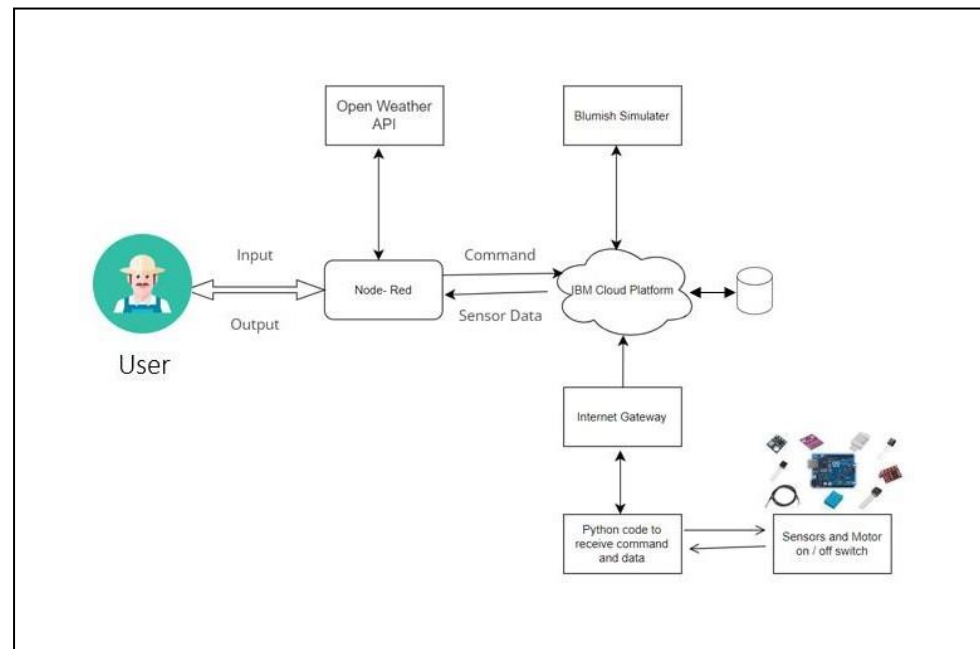 Open Weather
API
Blumish Simulater
Input
Command
Node- Red
IBM Cloud Platform
Output
Sensor Data
User
Internet Gateway
Python code to
receive command
and data
Sensors and Motor
on / off switch